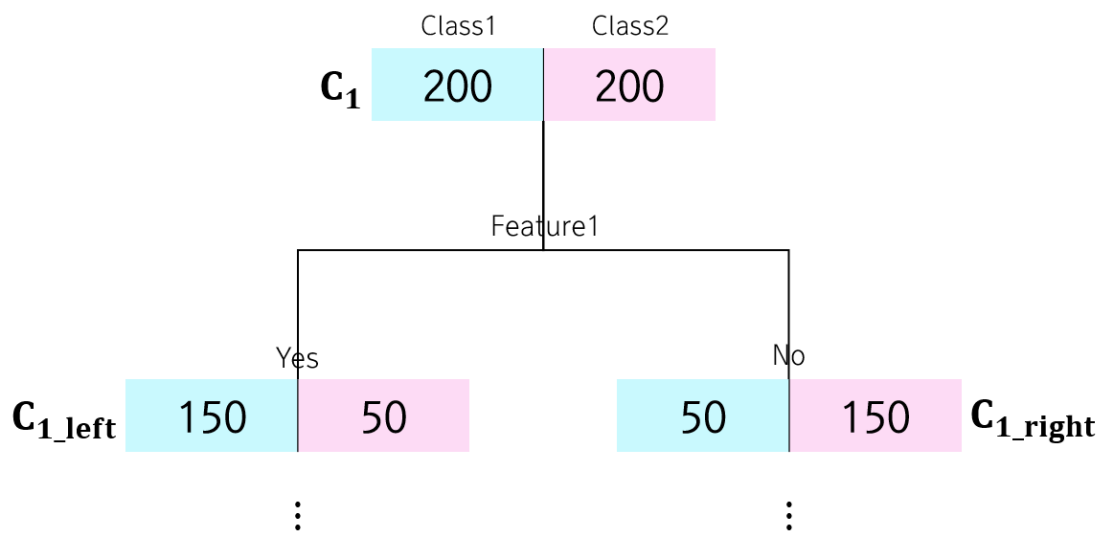 Class1 Class2
C1 200 200
Feature1
Yes No
C1_left 150 50 50 150 C1_right